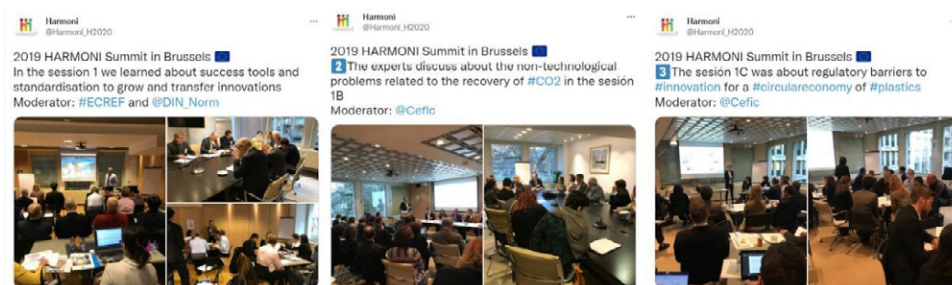 Harmoni
@Harmoni_H2020
2019 HARMONI Summit in Brussels 🇪🇺
In the session 1 we learned about success tools and
standardisation to grow and transfer innovations
Moderator: #ECREF and @DIN_Norm
Harmoni
@Harmoni_H2020
2019 HARMONI Summit in Brussels 🇪🇺
2️⃣ The experts discuss about the non-technological
problems related to the recovery of #CO2 in the sesión
1B
Moderator: @Cefic
Harmoni
@Harmoni_H2020
2019 HARMONI Summit in Brussels 🇪🇺
3️⃣ The sesión 1C was about regulatory barriers to
#innovation for a #circulareconomy of #plastics
Moderator: @Cefic